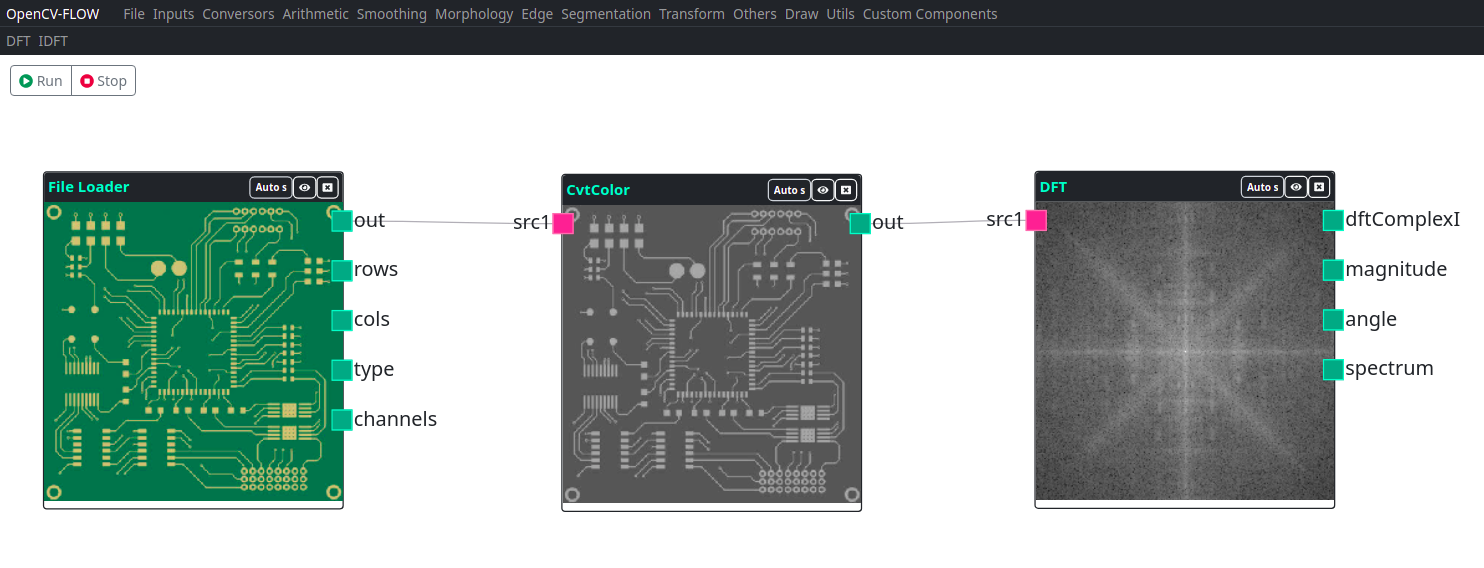 OpenCV-FLOW File Inputs Conversors Arithmetic Smoothing Morphology Edge Segmentation Transform Others Draw Utils Custom Components
DFT IDFT
Run Stop
File Loader Auto s
out
rows
cols
type
channels
CvtColor Auto s
src1
out
DFT Auto s
src1
dftComplexI
magnitude
angle
spectrum